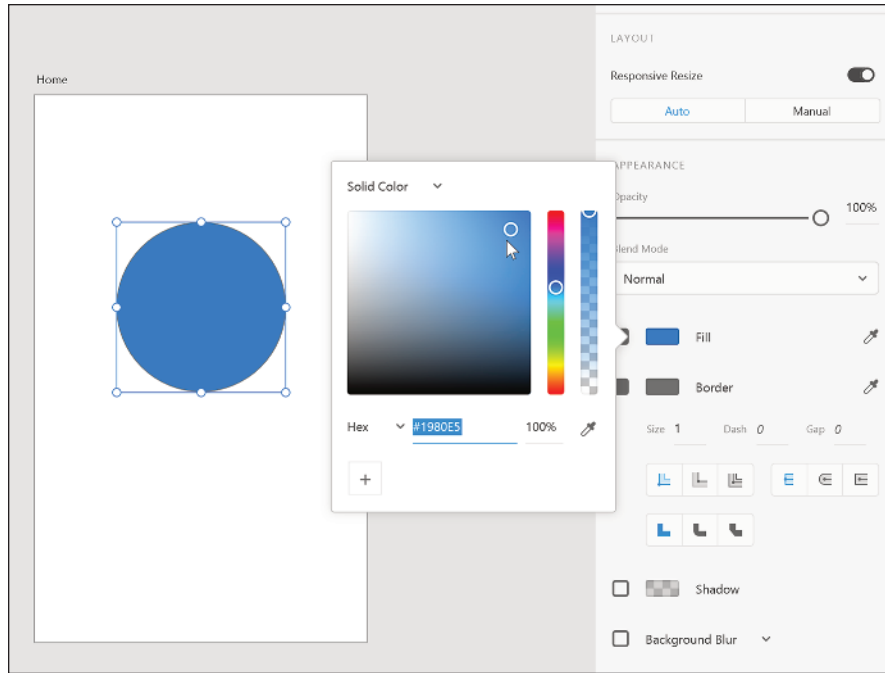 LAYOUT
Home
Responsive Resize
Auto Manual
APPEARANCE
Solid Color
Opacity
100%
Blend Mode
Normal
Fill
Border
Hex #1980E5 100%
Size 1 Dash 0 Gap 0
+
Shadow
Background Blur